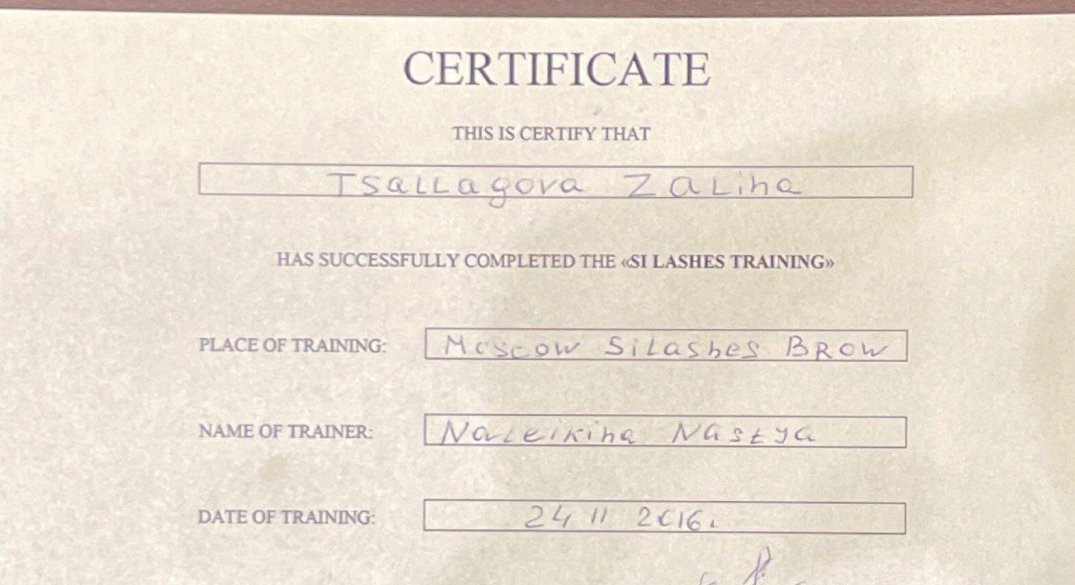 CERTIFICATE
THIS IS CERTIFY THAT
Tsallagova Zalina
HAS SUCCESSFULLY COMPLETED THE «SI LASHES TRAINING»
PLACE OF TRAINING: Moscow SiLashes BROW
NAME OF TRAINER: Naleikina Nastya
DATE OF TRAINING: 24 11 2016.